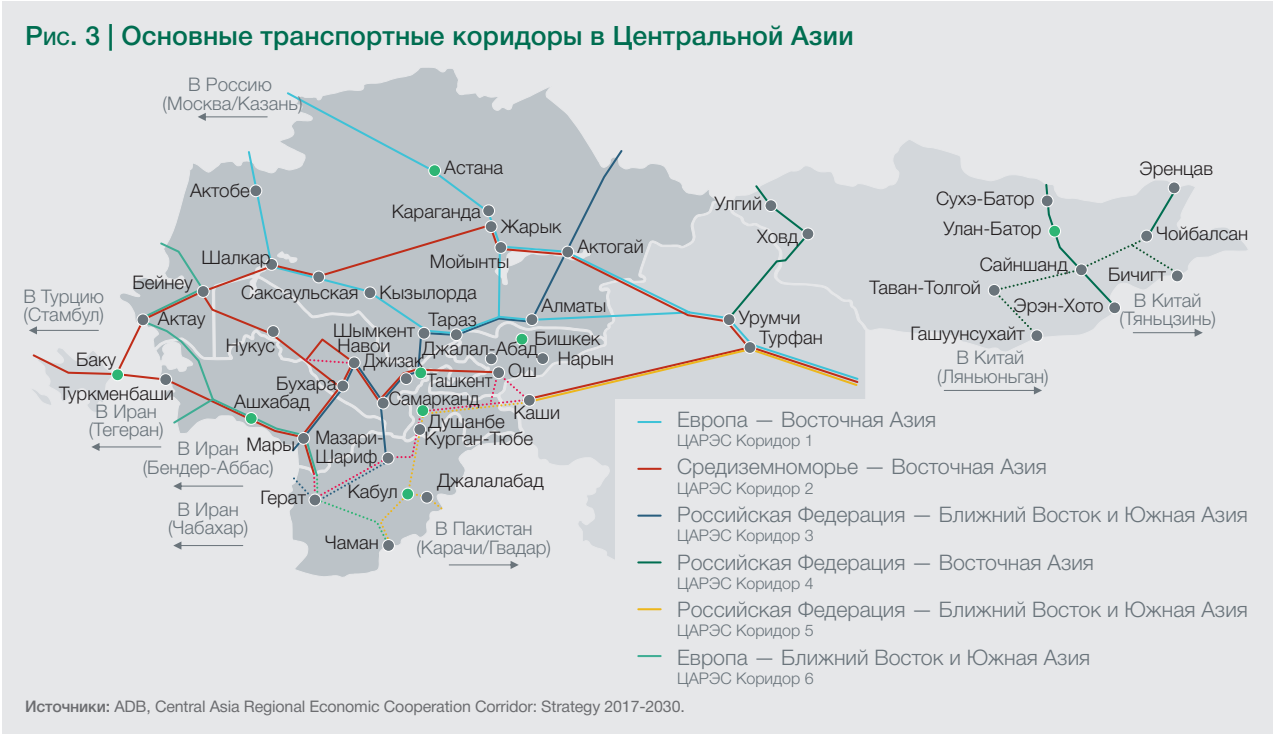 Рис. 3 | Основные транспортные коридоры в Центральной Азии
В Россию
(Москва/Казань)
Астана
Эренцав
Актобе
Караганда
Улгий
Сухэ-Батор
Жарык
Улан-Батор
Чойбалсан
Ховд
Актогай
Шалкар
Мойынты
Сайншанд
Бичигт
Бейнеу
Саксаульская
Кызылорда
Таван-Толгой
В Турцию
(Стамбул)
Эрэн-Хото
В Китай
(Тяньцзинь)
Актау
Алматы
Тараз
Урумчи
Шымкент
Гашуунсухайт
Нукус
Навои
Бишкек
Турфан
Джалал-Абад
Баку
Джизак
Нарын
В Китай
(Ляньюньган)
Бухара
Ташкент
Ош
Туркменбаши
Самарканд
Каши
Ашхабад
В Иран
(Тегеран)
Душанбе
Мары
Мазари-
Шариф
Курган-Тюбе
В Иран
(Бендер-Аббас)
Герат
Кабул
Джалалабад
В Иран
(Чабахар)
Чаман
В Пакистан
(Карачи/Гвадар)
Европа — Восточная Азия
ЦАРЭС Коридор 1
Средиземноморье — Восточная Азия
ЦАРЭС Коридор 2
Российская Федерация — Ближний Восток и Южная Азия
ЦАРЭС Коридор 3
Российская Федерация — Восточная Азия
ЦАРЭС Коридор 4
Российская Федерация — Ближний Восток и Южная Азия
ЦАРЭС Коридор 5
Европа — Ближний Восток и Южная Азия
ЦАРЭС Коридор 6
Источники: ADB, Central Asia Regional Economic Cooperation Corridor: Strategy 2017-2030.